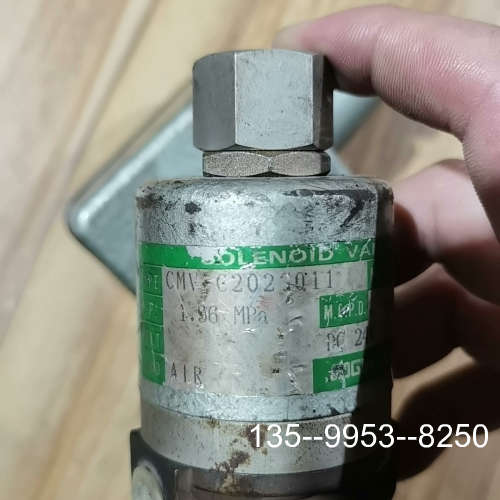 SOLENOID VA
CMV-C2023011
1.96 MPa
M.O.P.D.
DC 24
AIR
135--9953--8250